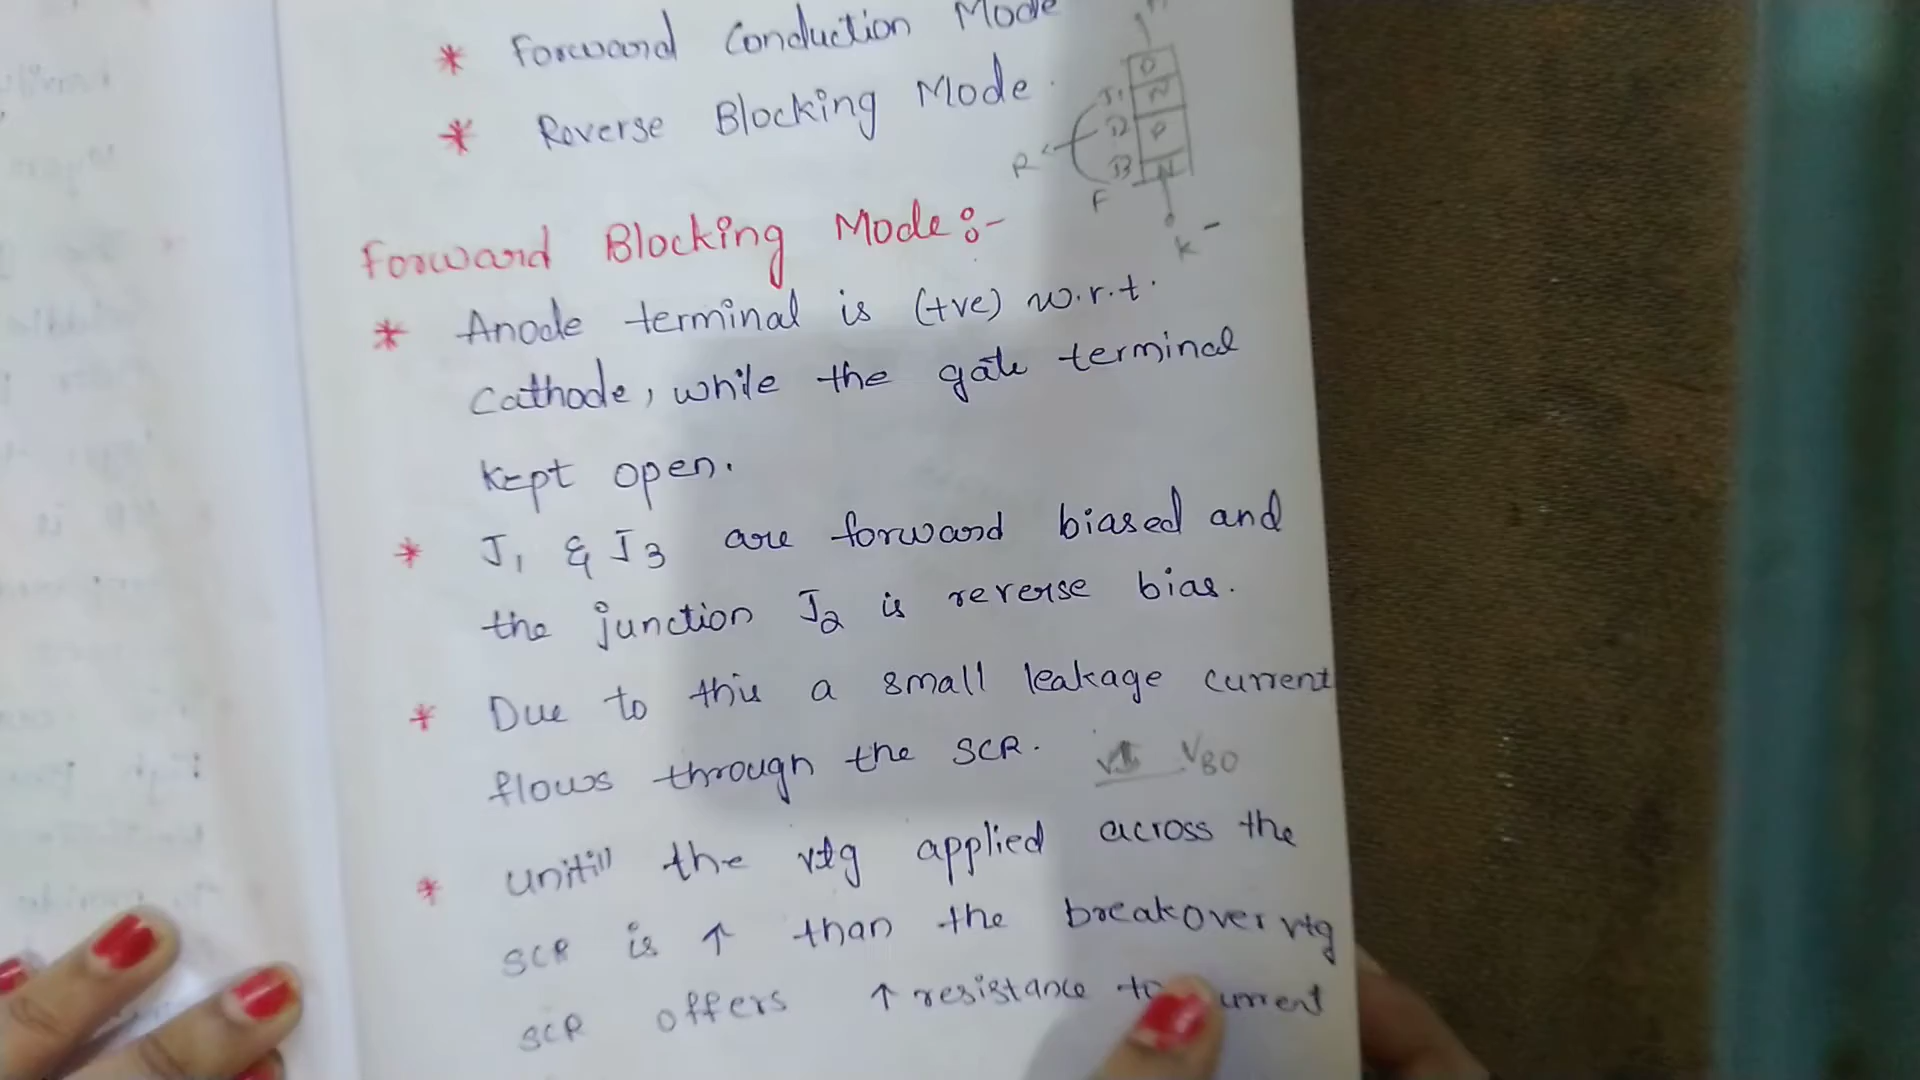 * Forward Conduction Mode
* Reverse Blocking Mode.
P
J1 N
J2 P
R
J3 N
F
K -
Forward Blocking Mode :-
* Anode terminal is (+ve) w.r.t.
Cathode, while the gate terminal
Kept open.
* J1 & J3 are forward biased and
the junction J2 is reverse bias.
* Due to this a small leakage current
flows through the SCR.
VBO
* unitill the vtg applied across the
SCR is ↑ than the breakover vtg
SCR offers ↑ resistance to